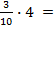 3/10 · 4 =